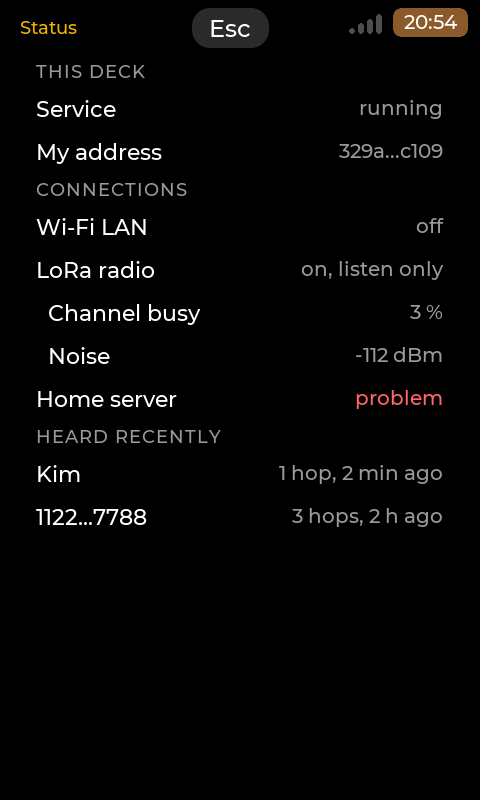 Status Esc 20:54
THIS DECK
Service running
My address 329a...c109
CONNECTIONS
Wi-Fi LAN off
LoRa radio on, listen only
Channel busy 3 %
Noise -112 dBm
Home server problem
HEARD RECENTLY
Kim 1 hop, 2 min ago
1122...7788 3 hops, 2 h ago